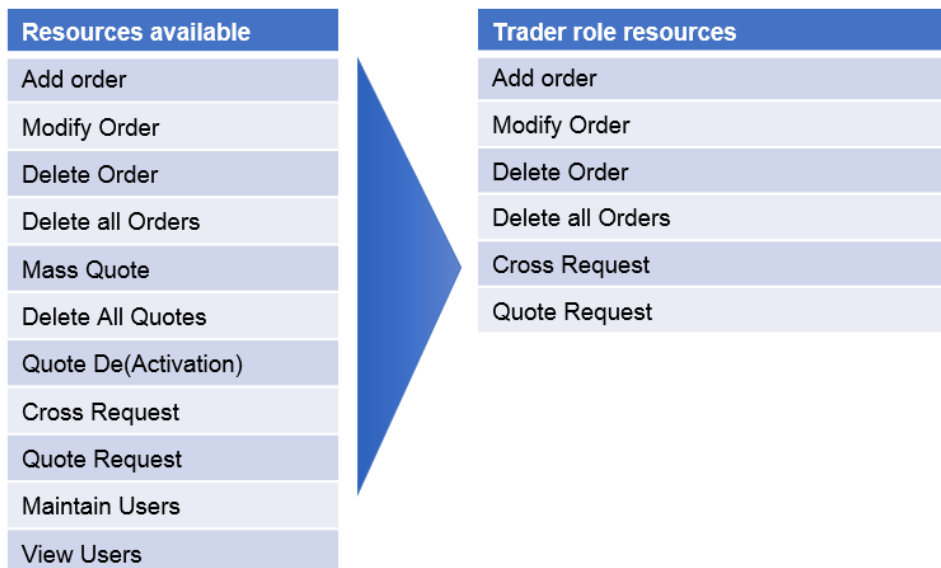 Resources available
Add order
Modify Order
Delete Order
Delete all Orders
Mass Quote
Delete All Quotes
Quote De(Activation)
Cross Request
Quote Request
Maintain Users
View Users
Trader role resources
Add order
Modify Order
Delete Order
Delete all Orders
Cross Request
Quote Request